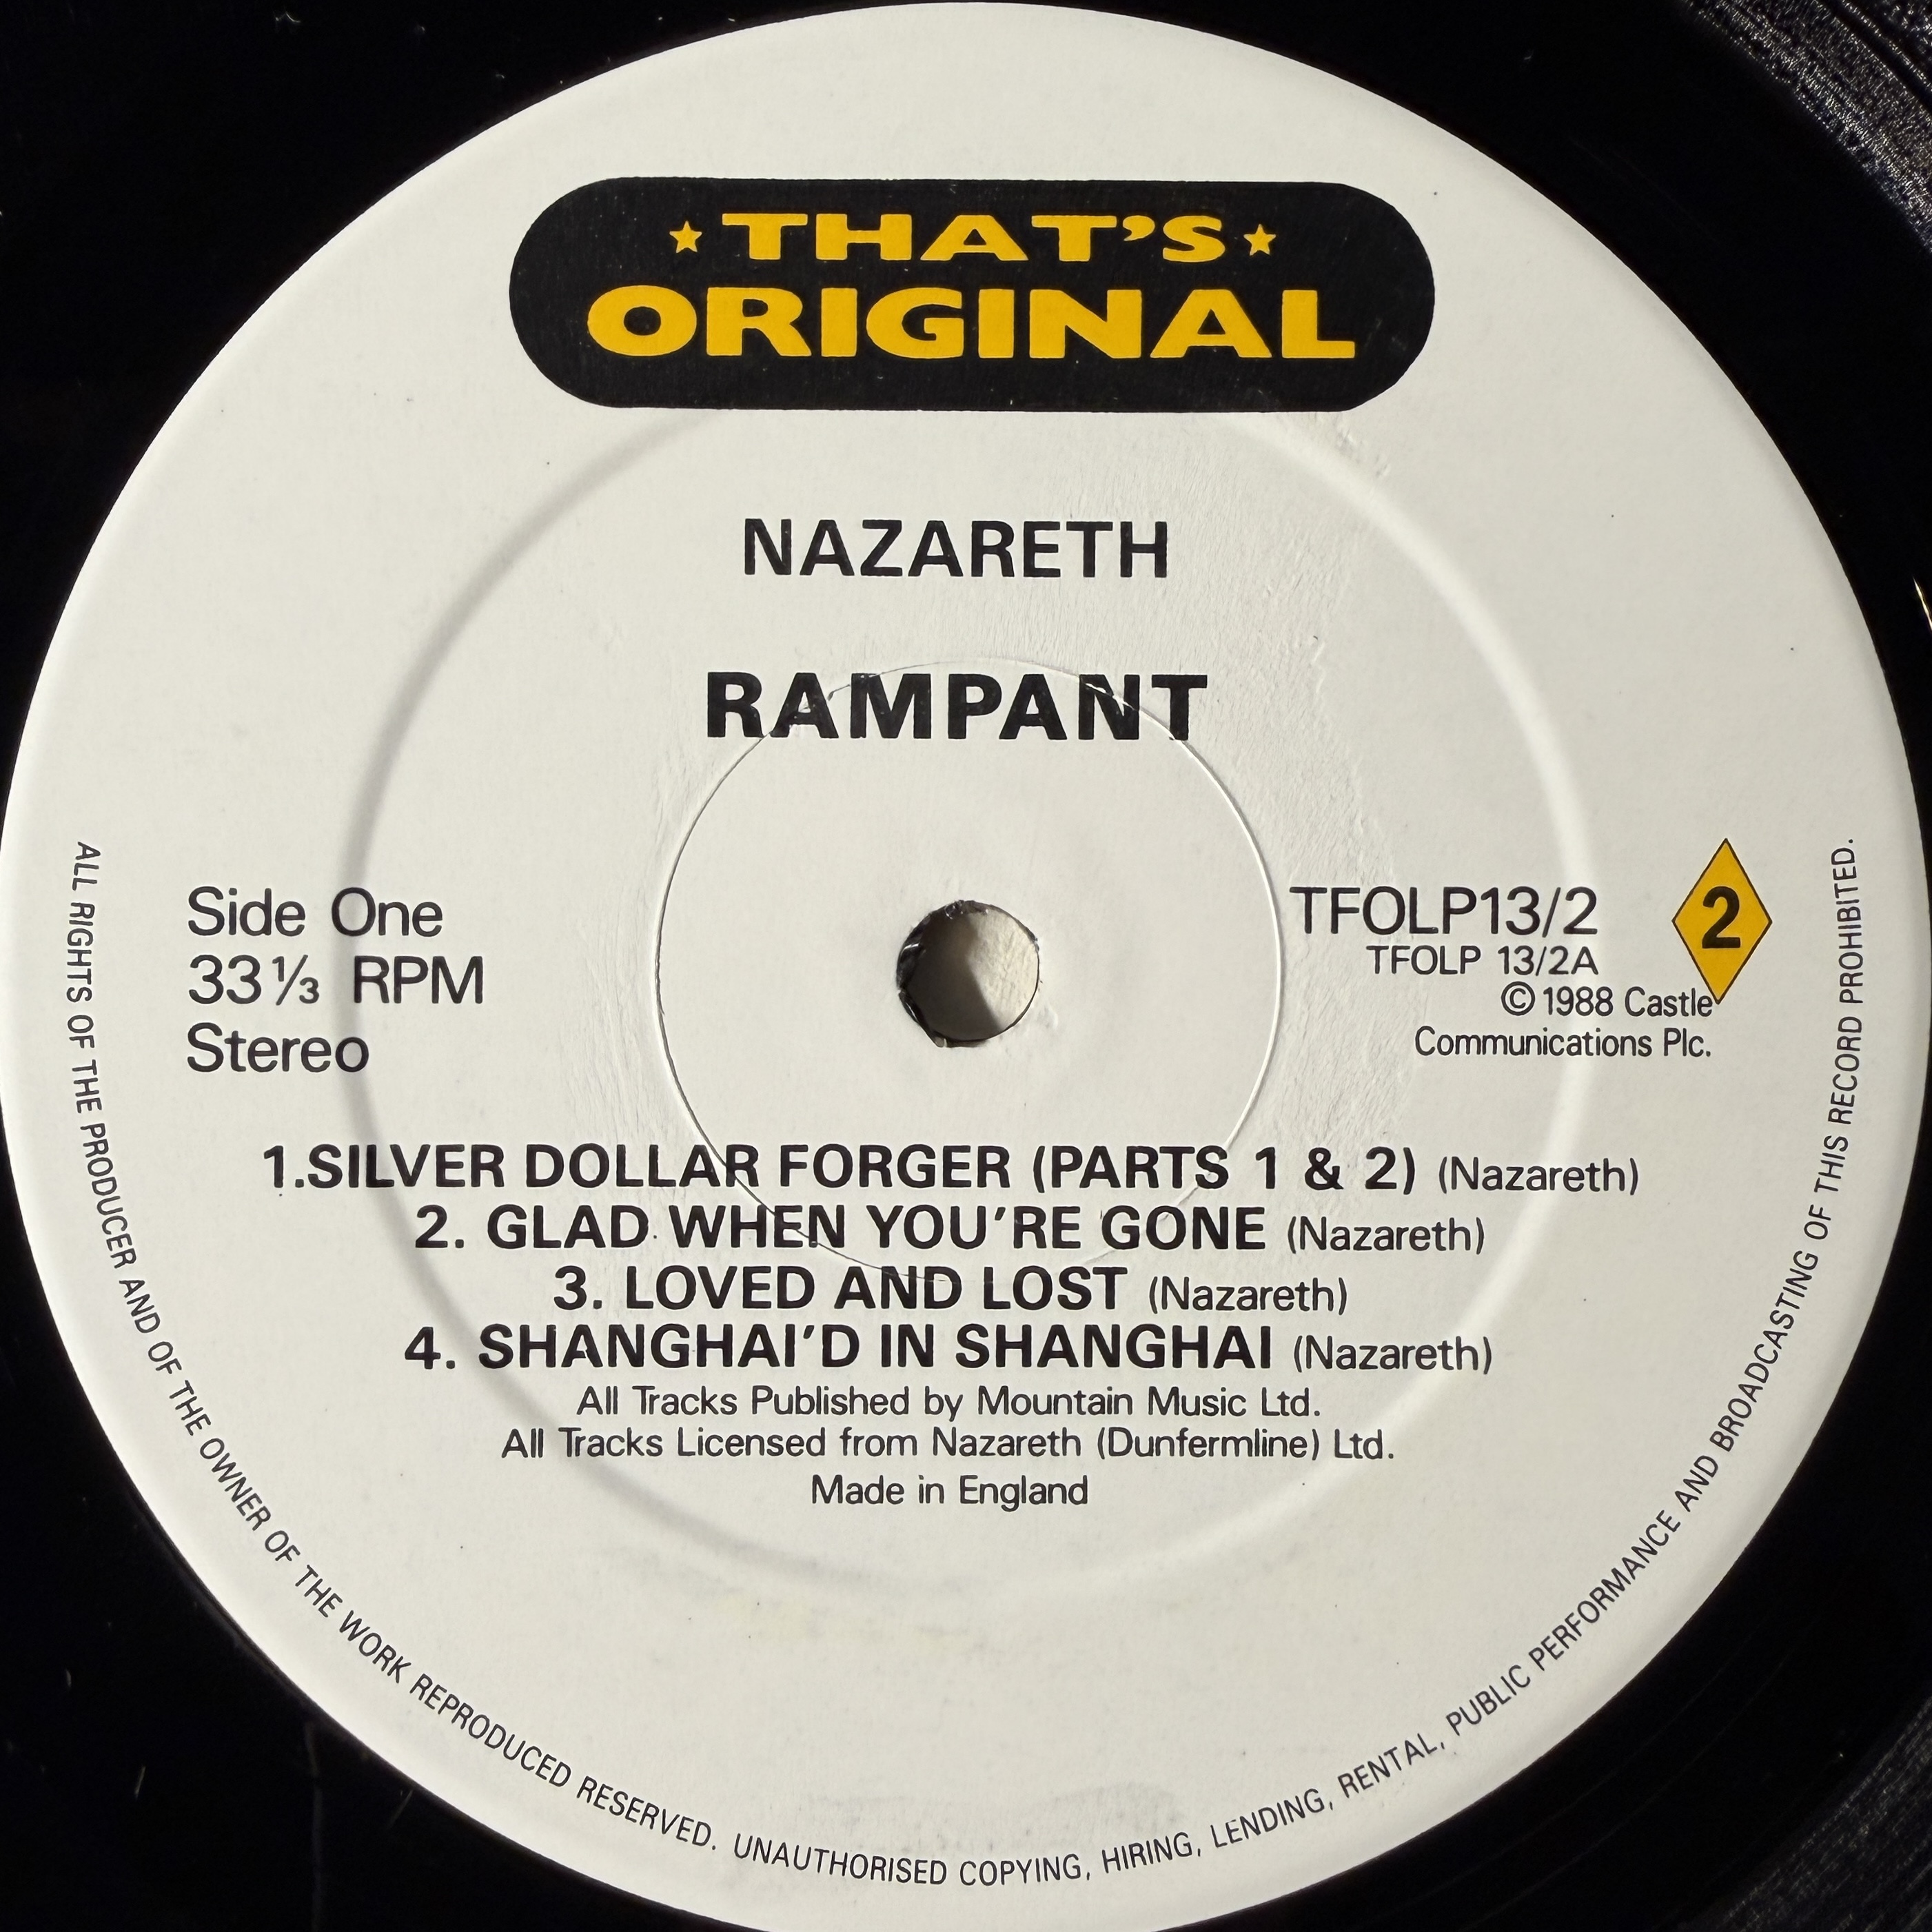 THAT'S
ORIGINAL
NAZARETH
RAMPANT
Side One
33⅓ RPM
Stereo
TFOLP13/2
TFOLP 13/2A
© 1988 Castle
Communications Plc.
2
1.SILVER DOLLAR FORGER (PARTS 1 & 2) (Nazareth)
2. GLAD WHEN YOU'RE GONE (Nazareth)
3. LOVED AND LOST (Nazareth)
4. SHANGHAI'D IN SHANGHAI (Nazareth)
All Tracks Published by Mountain Music Ltd.
All Tracks Licensed from Nazareth (Dunfermline) Ltd.
Made in England
ALL RIGHTS OF THE PRODUCER AND OF THE OWNER OF THE WORK REPRODUCED RESERVED. UNAUTHORISED COPYING, HIRING, LENDING, RENTAL, PUBLIC PERFORMANCE AND BROADCASTING OF THIS RECORD PROHIBITED.